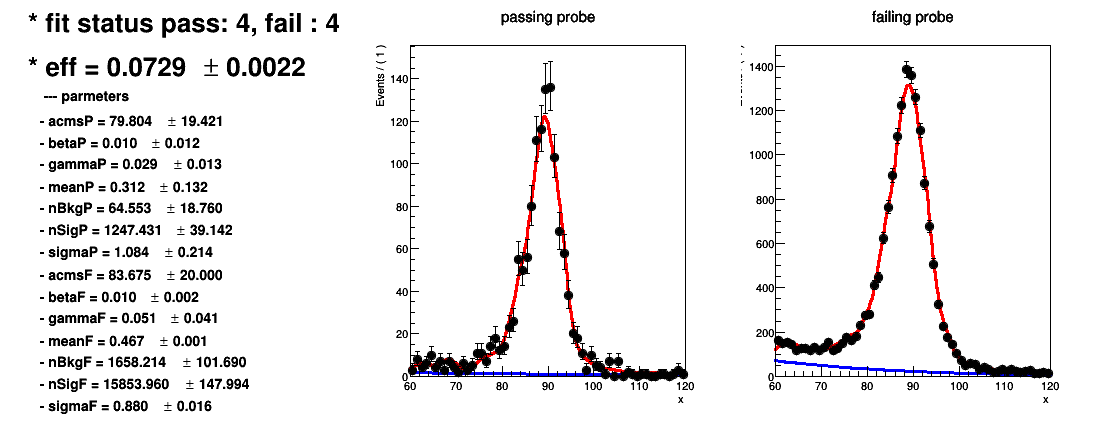 * fit status pass: 4, fail : 4
* eff = 0.0729 ± 0.0022
--- parmeters
- acmsP = 79.804 ± 19.421
- betaP = 0.010 ± 0.012
- gammaP = 0.029 ± 0.013
- meanP = 0.312 ± 0.132
- nBkgP = 64.553 ± 18.760
- nSigP = 1247.431 ± 39.142
- sigmaP = 1.084 ± 0.214
- acmsF = 83.675 ± 20.000
- betaF = 0.010 ± 0.002
- gammaF = 0.051 ± 0.041
- meanF = 0.467 ± 0.001
- nBkgF = 1658.214 ± 101.690
- nSigF = 15853.960 ± 147.994
- sigmaF = 0.880 ± 0.016
passing probe
Events / ( 1 )
140
120
100
80
60
40
20
0
60 70 80 90 100 110 120
x
failing probe
1400
1200
1000
800
600
400
200
0
60 70 80 90 100 110 120
x